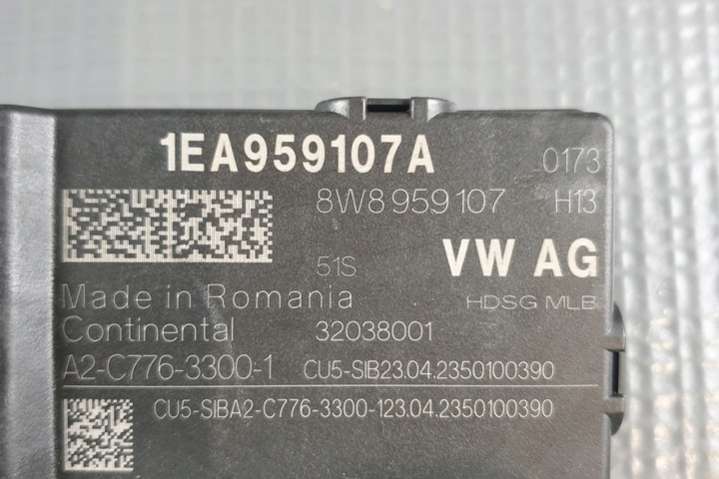 1EA959107A 0173
8W8 959 107 H13
51S VW AG
Made in Romania HDSG MLB
Continental 32038001
A2-C776-3300-1 CU5-SIB23.04.2350100390
CU5-SIBA2-C776-3300-123.04.2350100390